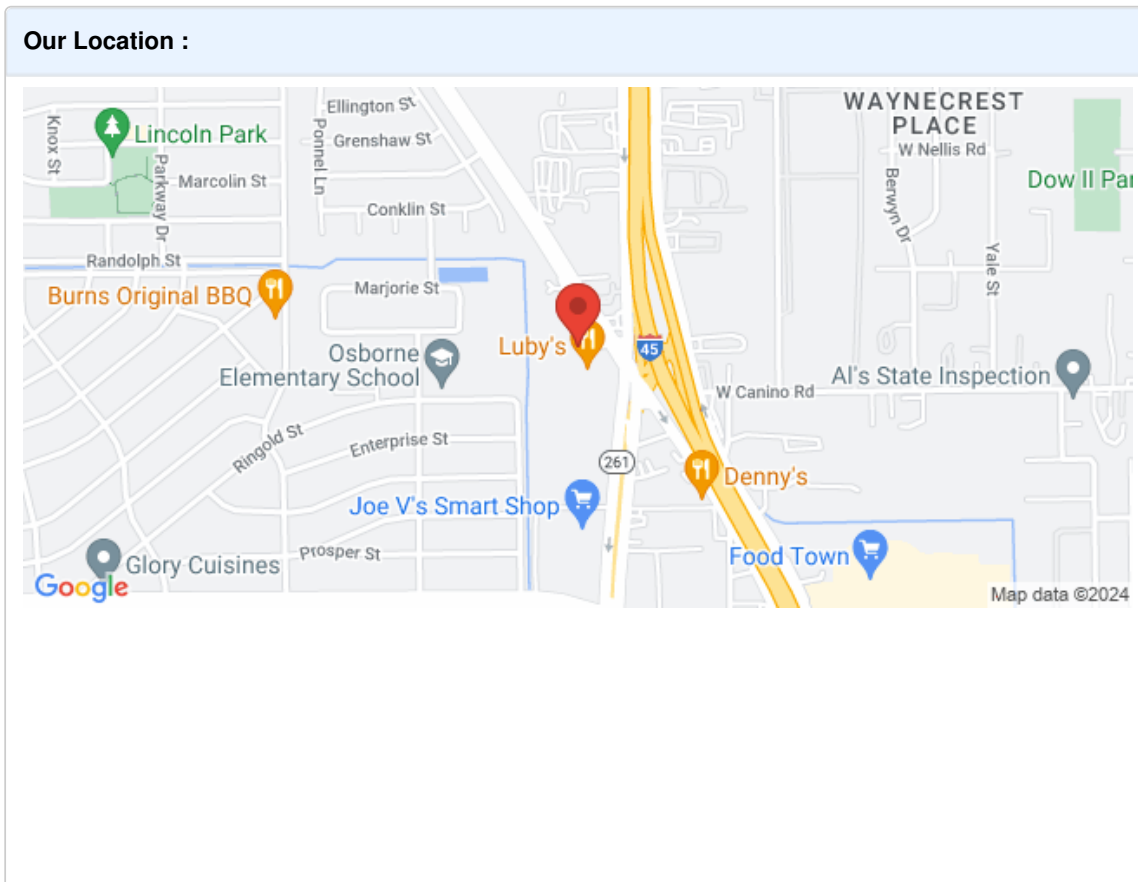 Our Location :
Ellington St
WAYNECREST
PLACE
Knox St
Lincoln Park
Ponnel Ln
Grenshaw St
W Nellis Rd
Parkway Dr
Marcolin St
Berwyn Dr
Dow II Par
Conklin St
Randolph St
Yale St
Burns Original BBQ
Marjorie St
Luby's
45
Osborne
Elementary School
Al's State Inspection
W Canino Rd
Ringold St
Enterprise St
261
Denny's
Joe V's Smart Shop
Prosper St
Food Town
Glory Cuisines
Google
Map data ©2024